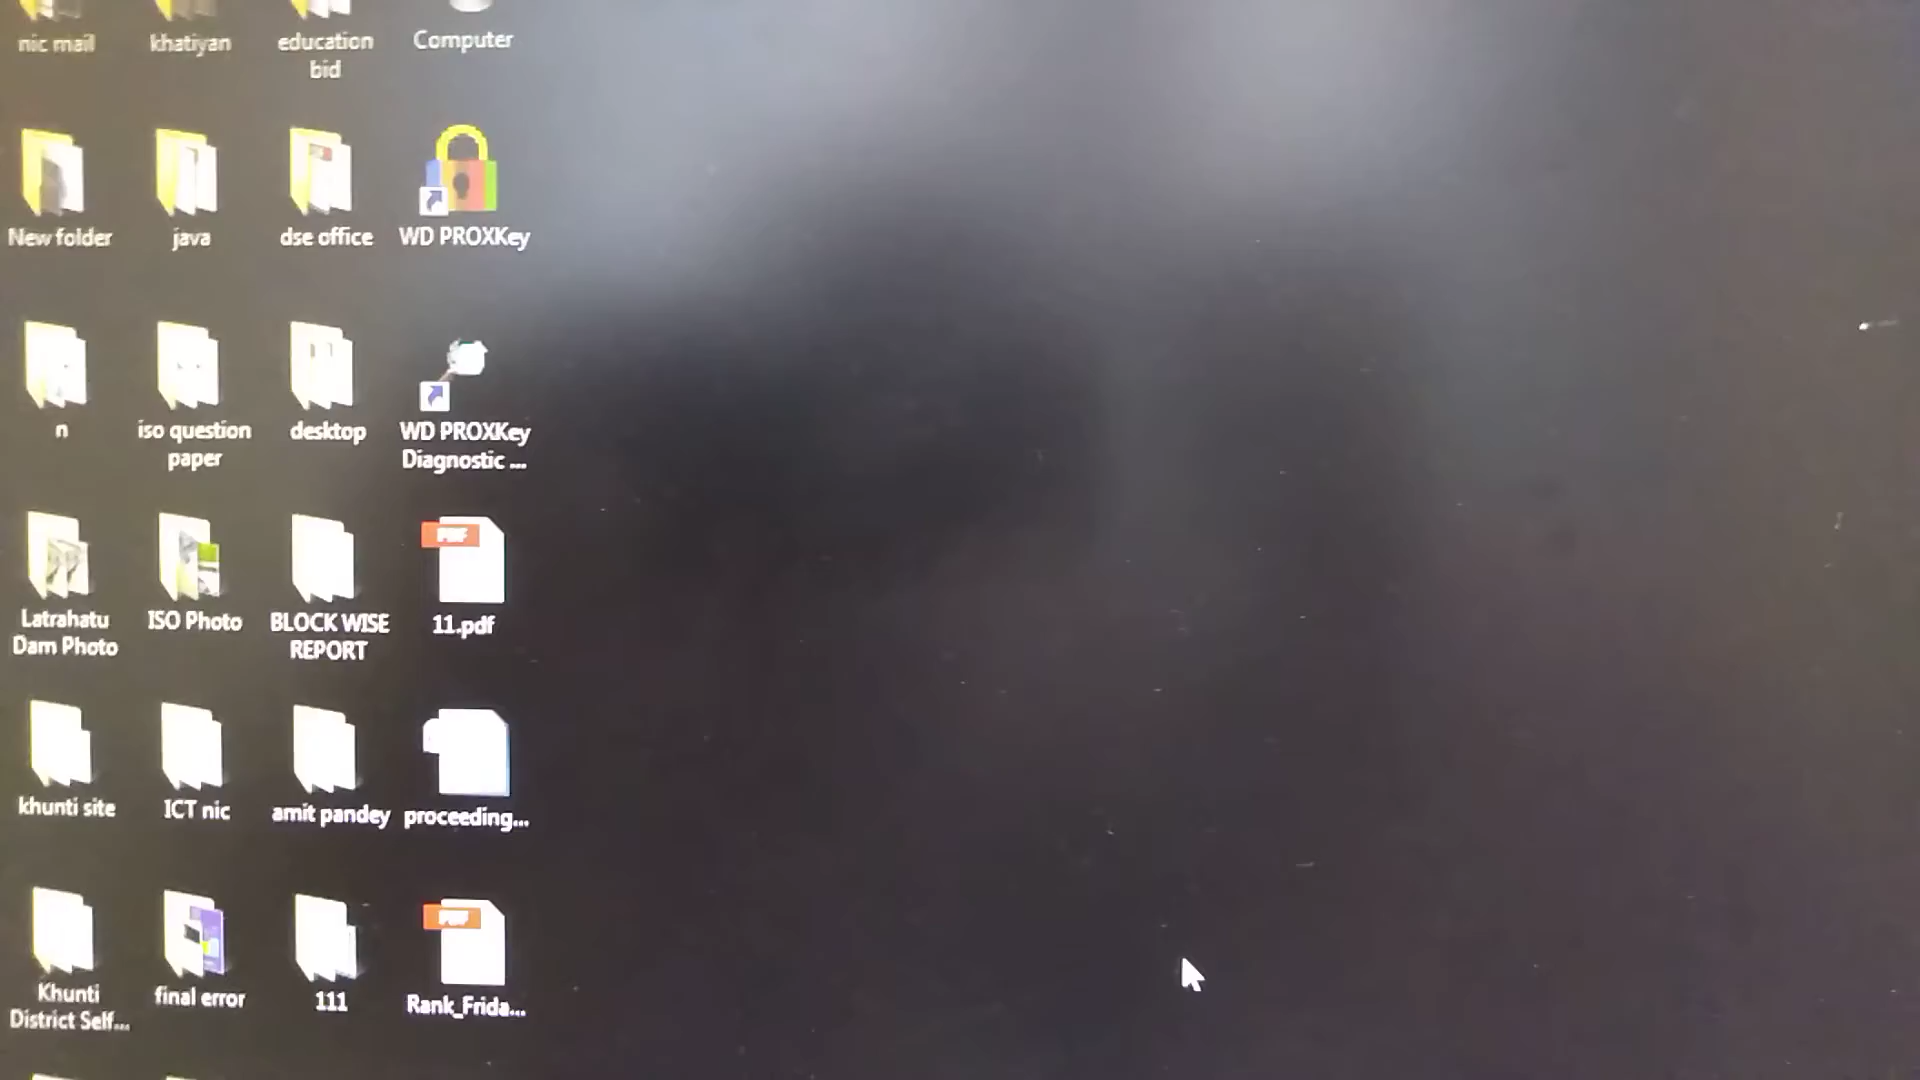 nic mail
khatiyan
education
bid
Computer
New folder
java
dse office
WD PROXKey
n
iso question
paper
desktop
WD PROXKey
Diagnostic ...
Latrahatu
Dam Photo
ISO Photo
BLOCK WISE
REPORT
PDF
11.pdf
khunti site
ICT nic
amit pandey
proceeding...
Khunti
District Self...
final error
111
PDF
Rank_Frida...